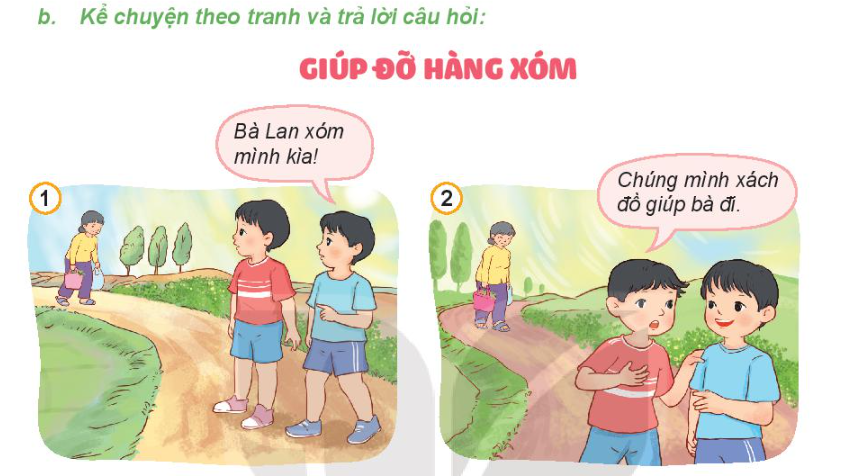 b. Kể chuyện theo tranh và trả lời câu hỏi:
GIÚP ĐỠ HÀNG XÓM
Bà Lan xóm
mình kìa!
1
Chúng mình xách
đồ giúp bà đi.
2